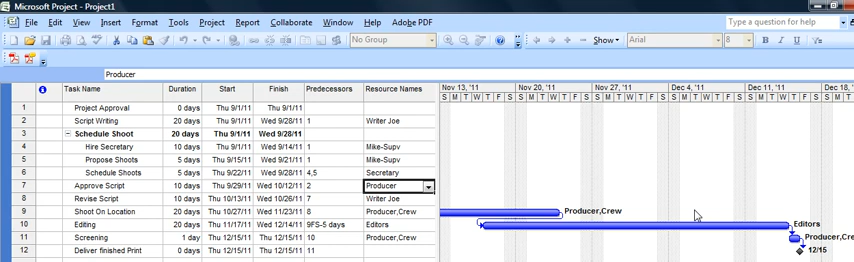 Microsoft Project - Project1
File Edit View Insert Format Tools Project Report Collaborate Window Help Adobe PDF
Type a question for help
No Group Show Arial 8 B I U
Producer
Task Name Duration Start Finish Predecessors Resource Names
Nov 13, '11 Nov 20, '11 Nov 27, '11 Dec 4, '11 Dec 11, '11 Dec 18, '1
S M T W T F S S M T W T F S S M T W T F S S M T W T F S S M T W T F S S M T
1 Project Approval 0 days Thu 9/1/11 Thu 9/1/11
2 Script Writing 20 days Thu 9/1/11 Wed 9/28/11 1 Writer Joe
3 Schedule Shoot 20 days Thu 9/1/11 Wed 9/28/11
4 Hire Secretary 10 days Thu 9/1/11 Wed 9/14/11 1 Mike-Supv
5 Propose Shoots 5 days Thu 9/15/11 Wed 9/21/11 1 Mike-Supv
6 Schedule Shoots 5 days Thu 9/22/11 Wed 9/28/11 4,5 Secretary
7 Approve Script 10 days Thu 9/29/11 Wed 10/12/11 2 Producer
8 Revise Script 10 days Thu 10/13/11 Wed 10/26/11 7 Writer Joe
9 Shoot On Location 20 days Thu 10/27/11 Wed 11/23/11 8 Producer,Crew Producer,Crew
10 Editing 20 days Thu 11/17/11 Wed 12/14/11 9FS-5 days Editors Editors
11 Screening 1 day Thu 12/15/11 Thu 12/15/11 10 Producer,Crew Producer,Cre
12 Deliver finished Print 0 days Thu 12/15/11 Thu 12/15/11 11 12/15